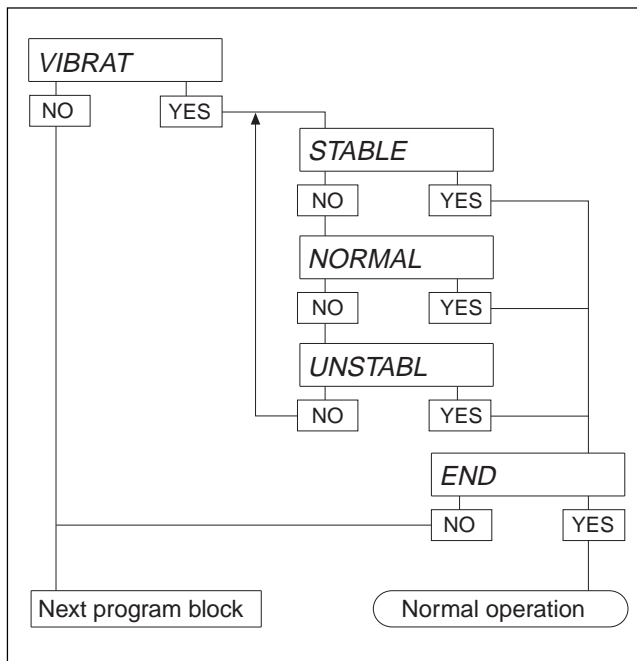 VIBRAT
NO YES
STABLE
NO YES
NORMAL
NO YES
UNSTABL
NO YES
END
NO YES
Next program block
Normal operation